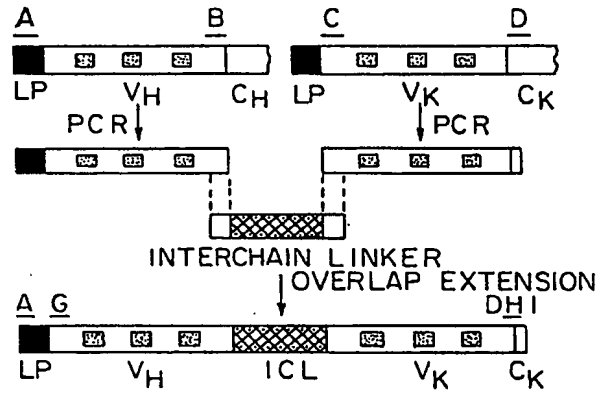 A B C D
LP VH CH LP VK CK
PCR PCR
INTERCHAIN LINKER
OVERLAP EXTENSION
A G DHI
LP VH ICL VK CK